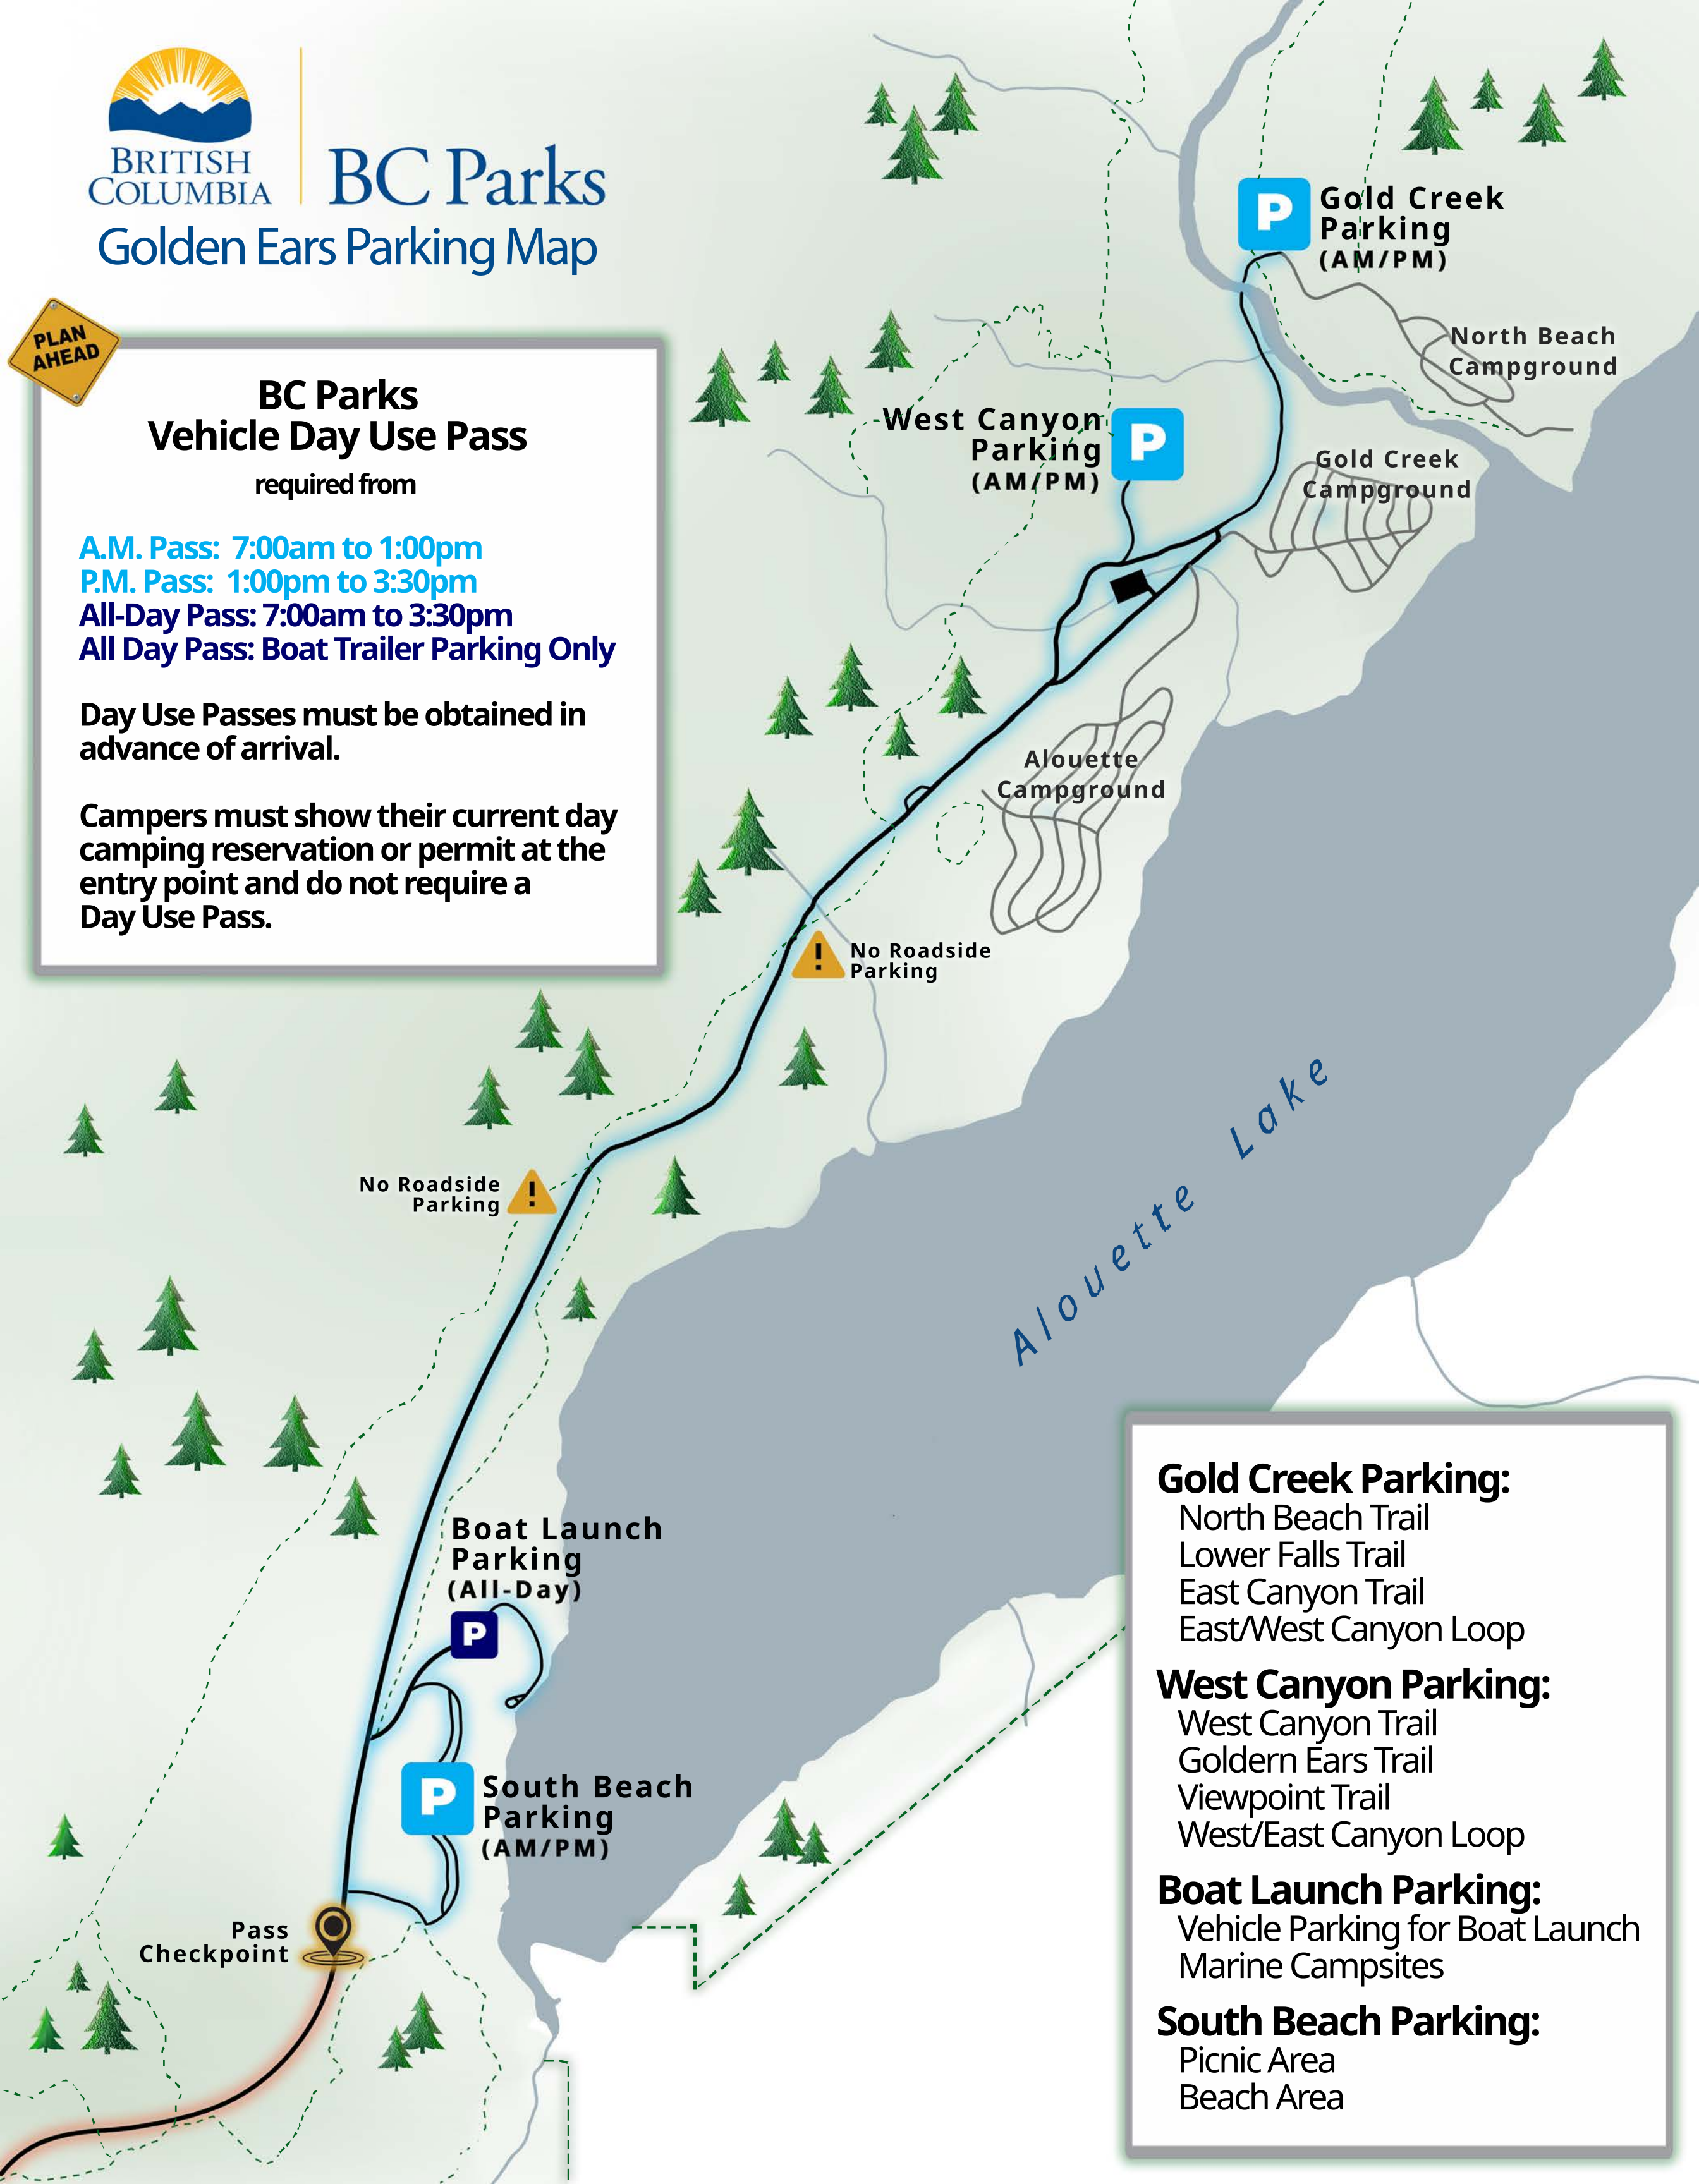 BRITISH
COLUMBIA
BC Parks
Golden Ears Parking Map
PLAN
AHEAD
BC Parks
Vehicle Day Use Pass
required from
A.M. Pass: 7:00am to 1:00pm
P.M. Pass: 1:00pm to 3:30pm
All-Day Pass: 7:00am to 3:30pm
All Day Pass: Boat Trailer Parking Only
Day Use Passes must be obtained in
advance of arrival.
Campers must show their current day
camping reservation or permit at the
entry point and do not require a
Day Use Pass.
P
Gold Creek
Parking
(AM/PM)
North Beach
Campground
West Canyon
Parking
(AM/PM)
P
Gold Creek
Campground
Alouette
Campground
!
No Roadside
Parking
No Roadside
Parking
!
Alouette Lake
Boat Launch
Parking
(All-Day)
P
P
South Beach
Parking
(AM/PM)
Pass
Checkpoint
Gold Creek Parking:
North Beach Trail
Lower Falls Trail
East Canyon Trail
East/West Canyon Loop
West Canyon Parking:
West Canyon Trail
Goldern Ears Trail
Viewpoint Trail
West/East Canyon Loop
Boat Launch Parking:
Vehicle Parking for Boat Launch
Marine Campsites
South Beach Parking:
Picnic Area
Beach Area